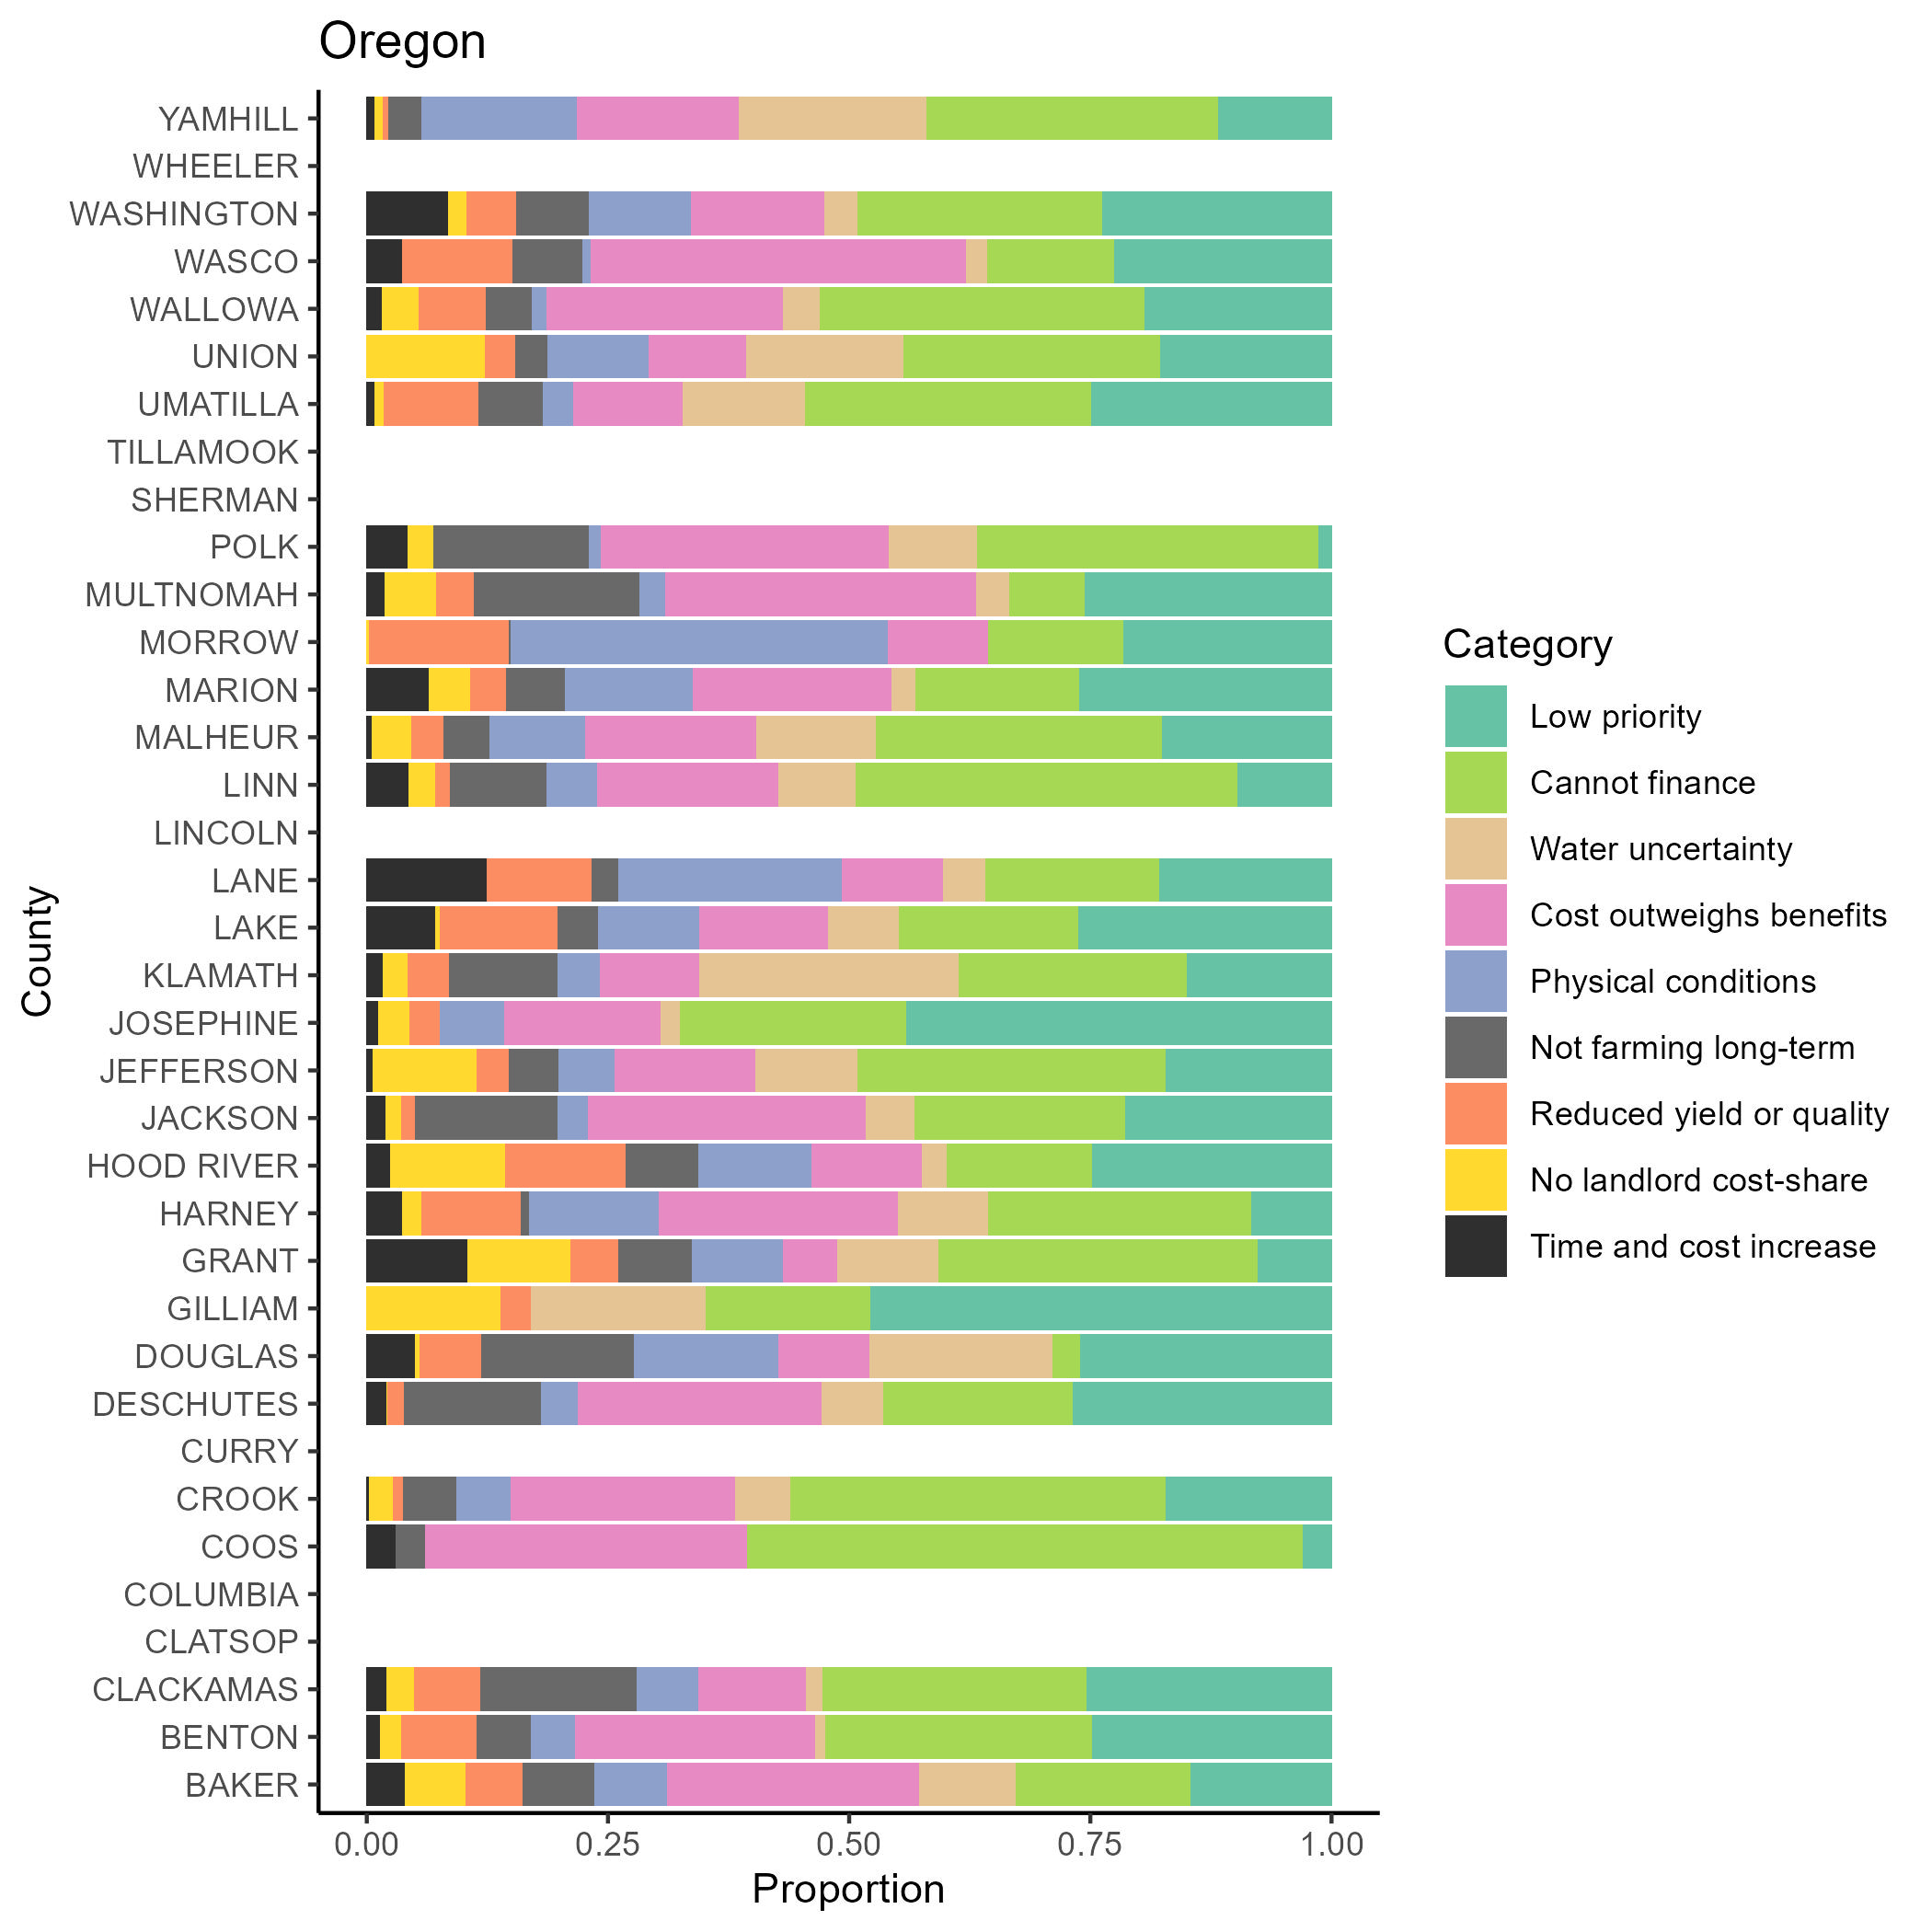 Oregon
YAMHILL
WHEELER
WASHINGTON
WASCO
WALLOWA
UNION
UMATILLA
TILLAMOOK
SHERMAN
POLK
MULTNOMAH
MORROW
MARION
MALHEUR
LINN
LINCOLN
LANE
LAKE
KLAMATH
JOSEPHINE
JEFFERSON
JACKSON
HOOD RIVER
HARNEY
GRANT
GILLIAM
DOUGLAS
DESCHUTES
CURRY
CROOK
COOS
COLUMBIA
CLATSOP
CLACKAMAS
BENTON
BAKER
County
0.00 0.25 0.50 0.75 1.00
Proportion
Category
Low priority
Cannot finance
Water uncertainty
Cost outweighs benefits
Physical conditions
Not farming long-term
Reduced yield or quality
No landlord cost-share
Time and cost increase